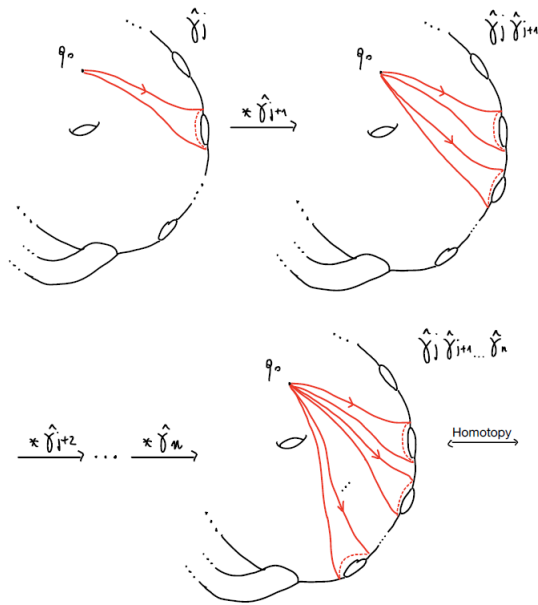 γ̂j
q₀
* γ̂j+1
γ̂j γ̂j+1
q₀
* γ̂j+2 ... * γ̂n
γ̂j γ̂j+1 ... γ̂n
q₀
Homotopy